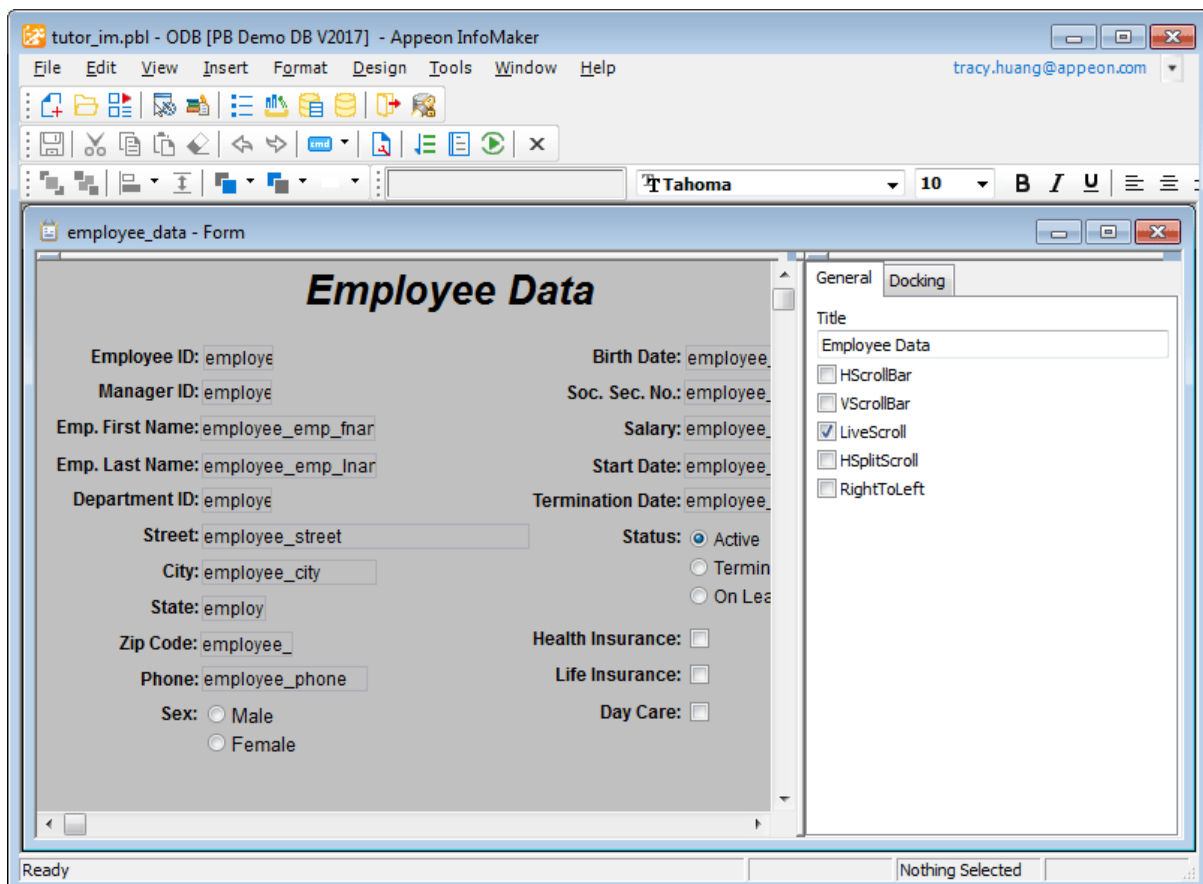 tutor_im.pbl - ODB [PB Demo DB V2017] - Appeon InfoMaker
File Edit View Insert Format Design Tools Window Help tracy.huang@appeon.com
cmd
Tahoma 10 B I U
employee_data - Form
Employee Data
Employee ID: employe
Manager ID: employe
Emp. First Name: employee_emp_fnar
Emp. Last Name: employee_emp_lnar
Department ID: employe
Street: employee_street
City: employee_city
State: employ
Zip Code: employee_
Phone: employee_phone
Sex: Male
Female
Birth Date: employee_
Soc. Sec. No.: employee_
Salary: employee_
Start Date: employee_
Termination Date: employee_
Status: Active
Termin
On Lea
Health Insurance:
Life Insurance:
Day Care:
General Docking
Title
Employee Data
HScrollBar
VScrollBar
LiveScroll
HSplitScroll
RightToLeft
Ready Nothing Selected